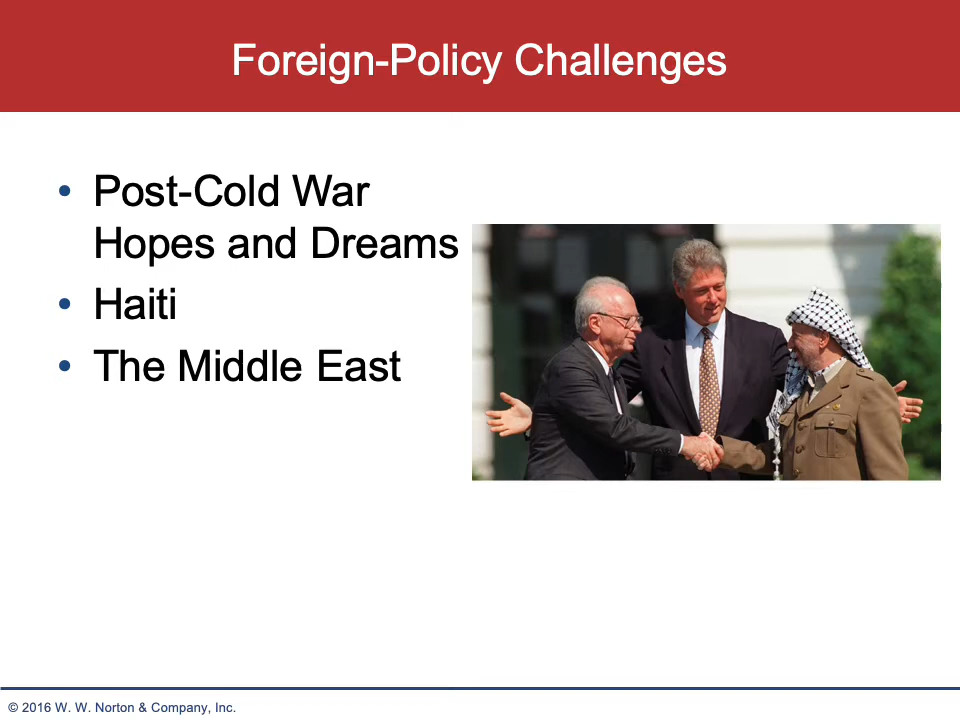 Foreign-Policy Challenges
• Post-Cold War
Hopes and Dreams
• Haiti
• The Middle East
© 2016 W. W. Norton & Company, Inc.